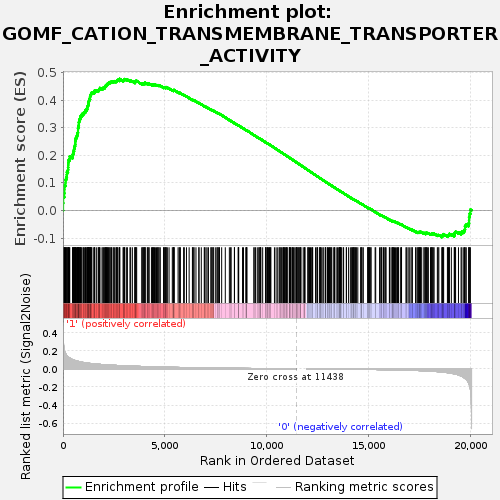 Enrichment plot:
GOMF_CATION_TRANSMEMBRANE_TRANSPORTER
_ACTIVITY
Enrichment score (ES)
0.5
0.4
0.3
0.2
0.1
0.0
-0.1
Ranked list metric (Signal2Noise)
'1' (positively correlated)
0.4
0.2
0.0
-0.2
-0.4
-0.6
Zero cross at 11438
'0' (negatively correlated)
0
5,000
10,000
15,000
20,000
Rank in Ordered Dataset
Enrichment profile
Hits
Ranking metric scores